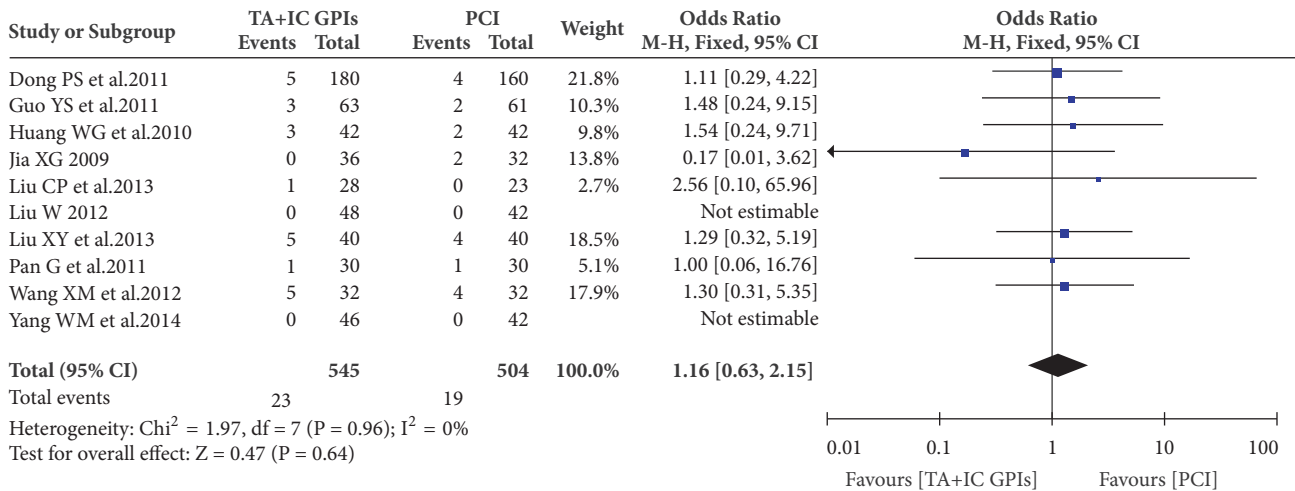 Study or Subgroup TA+IC GPIs PCI Weight Odds Ratio Odds Ratio
Events Total Events Total M-H, Fixed, 95% CI M-H, Fixed, 95% CI
Dong PS et al.2011 5 180 4 160 21.8% 1.11 [0.29, 4.22]
Guo YS et al.2011 3 63 2 61 10.3% 1.48 [0.24, 9.15]
Huang WG et al.2010 3 42 2 42 9.8% 1.54 [0.24, 9.71]
Jia XG 2009 0 36 2 32 13.8% 0.17 [0.01, 3.62]
Liu CP et al.2013 1 28 0 23 2.7% 2.56 [0.10, 65.96]
Liu W 2012 0 48 0 42 Not estimable
Liu XY et al.2013 5 40 4 40 18.5% 1.29 [0.32, 5.19]
Pan G et al.2011 1 30 1 30 5.1% 1.00 [0.06, 16.76]
Wang XM et al.2012 5 32 4 32 17.9% 1.30 [0.31, 5.35]
Yang WM et al.2014 0 46 0 42 Not estimable
Total (95% CI) 545 504 100.0% 1.16 [0.63, 2.15]
Total events 23 19
Heterogeneity: Chi² = 1.97, df = 7 (P = 0.96); I² = 0%
Test for overall effect: Z = 0.47 (P = 0.64)
0.01 0.1 1 10 100
Favours [TA+IC GPIs] Favours [PCI]